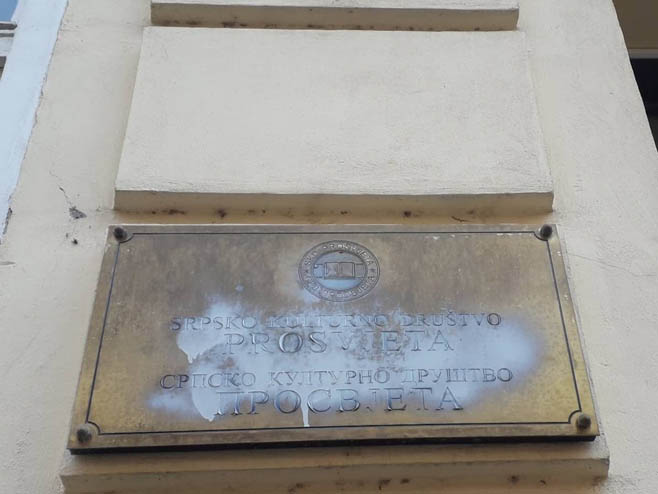 SRPSKO KULTURNO DRUŠTVO
PROSVJETA
СРПСКО КУЛТУРНО ДРУШТВО
ПРОСВЈЕТА